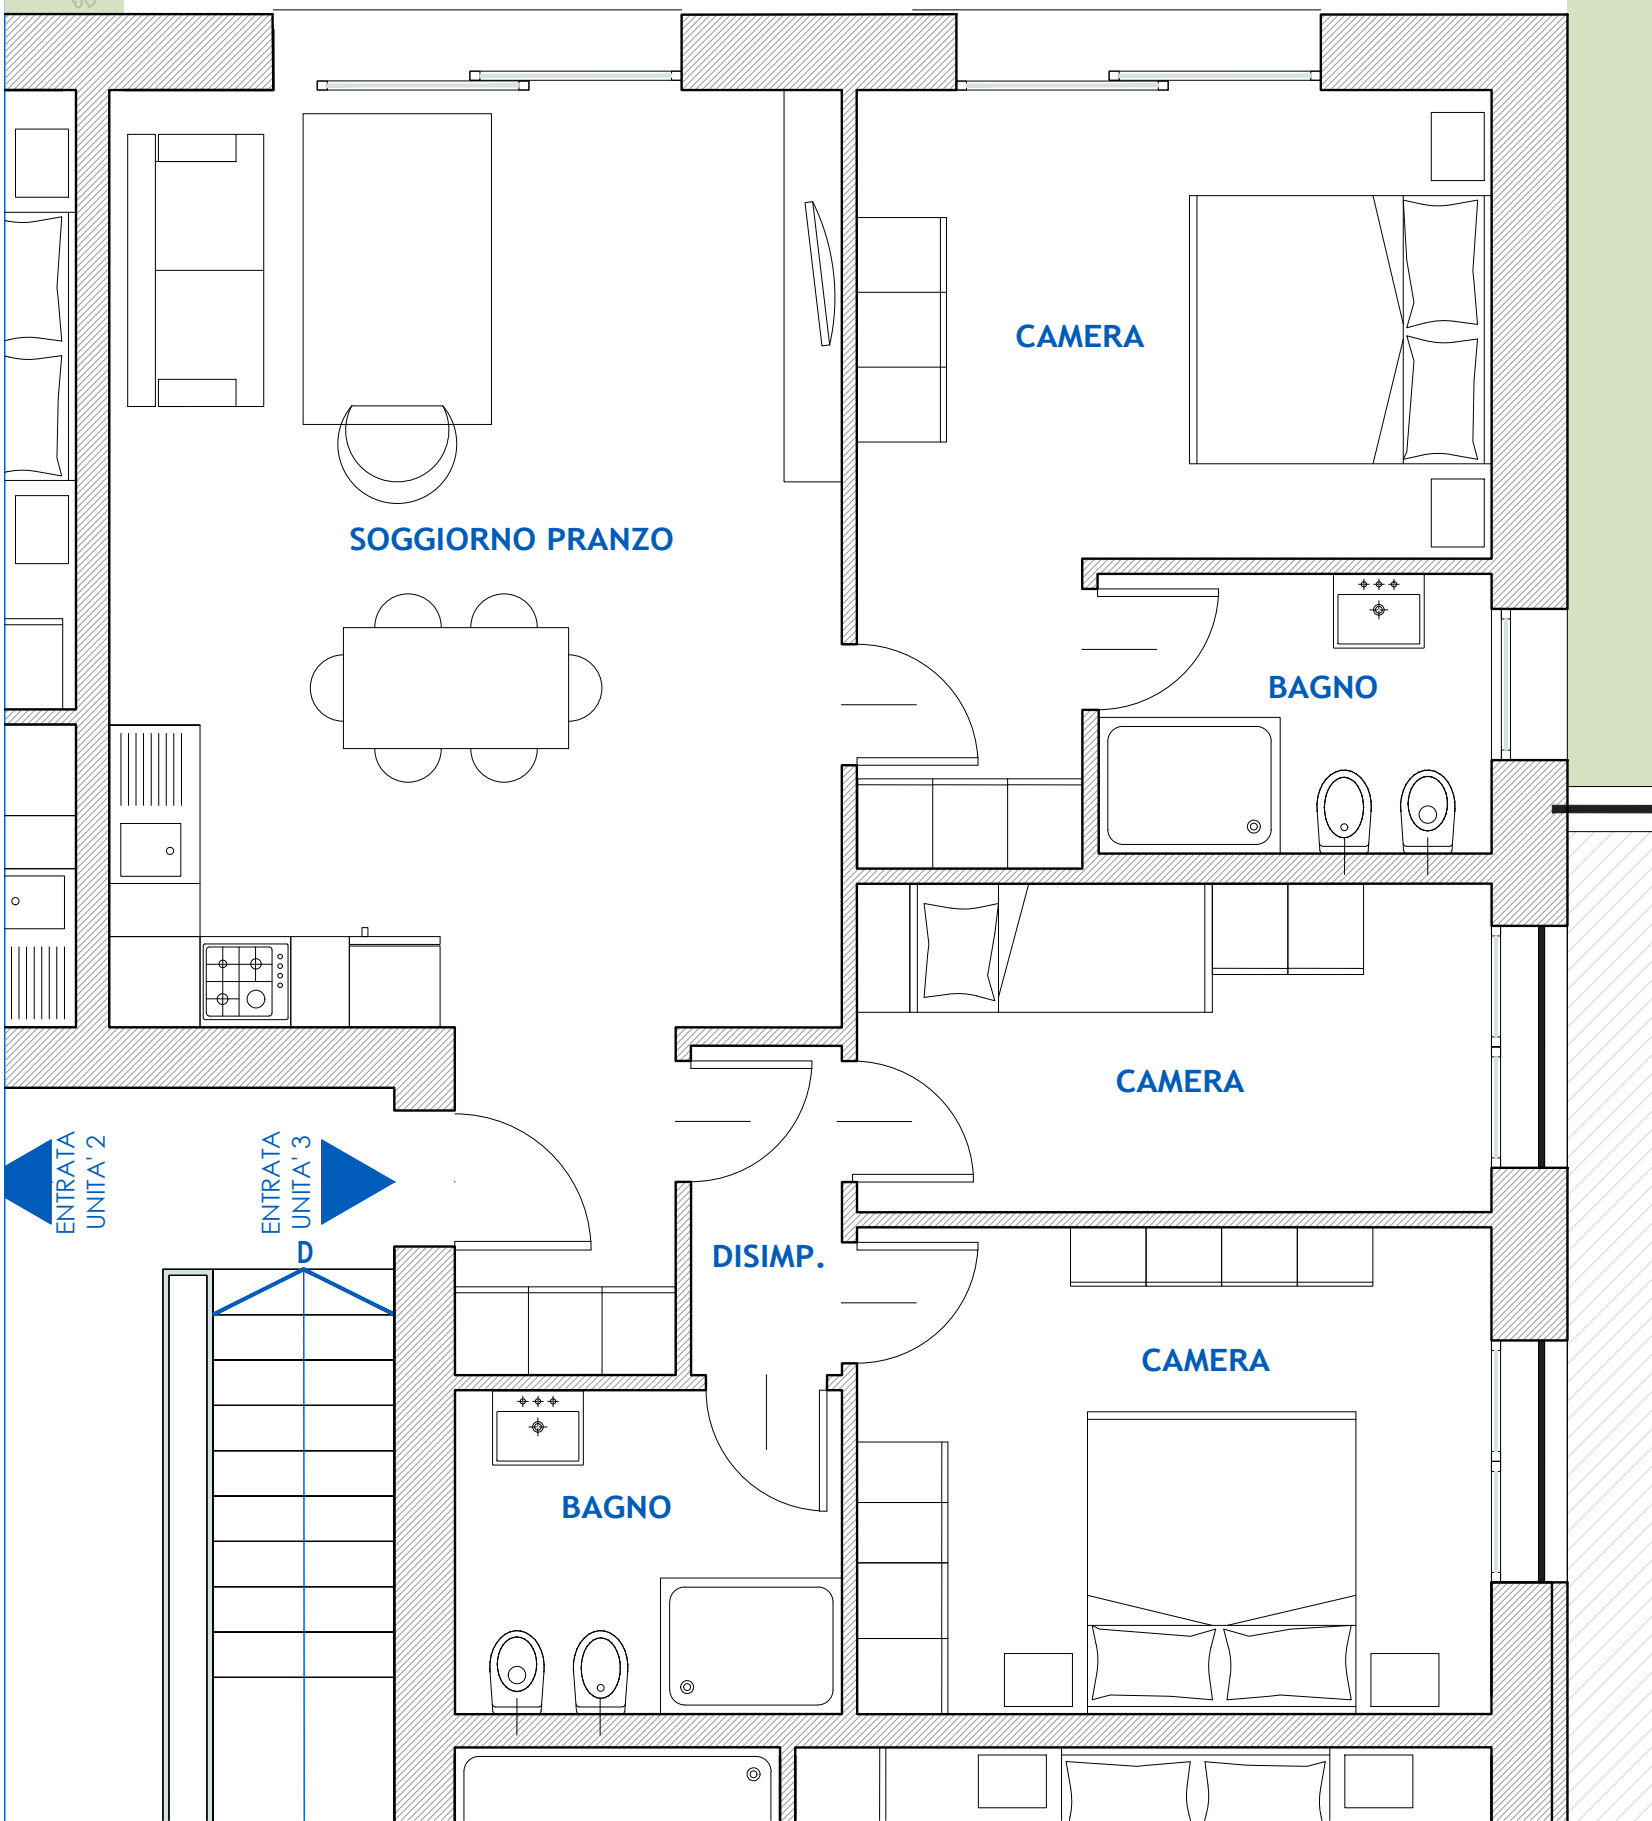 CAMERA
SOGGIORNO PRANZO
BAGNO
CAMERA
ENTRATA
UNITA' 2
ENTRATA
UNITA' 3
D
DISIMP.
CAMERA
BAGNO